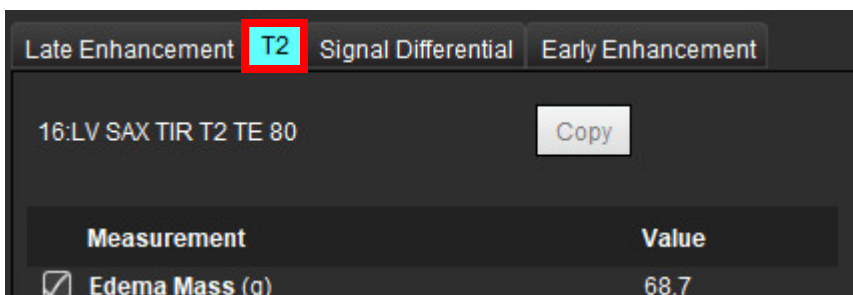 Late Enhancement T2 Signal Differential Early Enhancement
16:LV SAX TIR T2 TE 80 Copy
Measurement Value
Edema Mass (g) 68.7